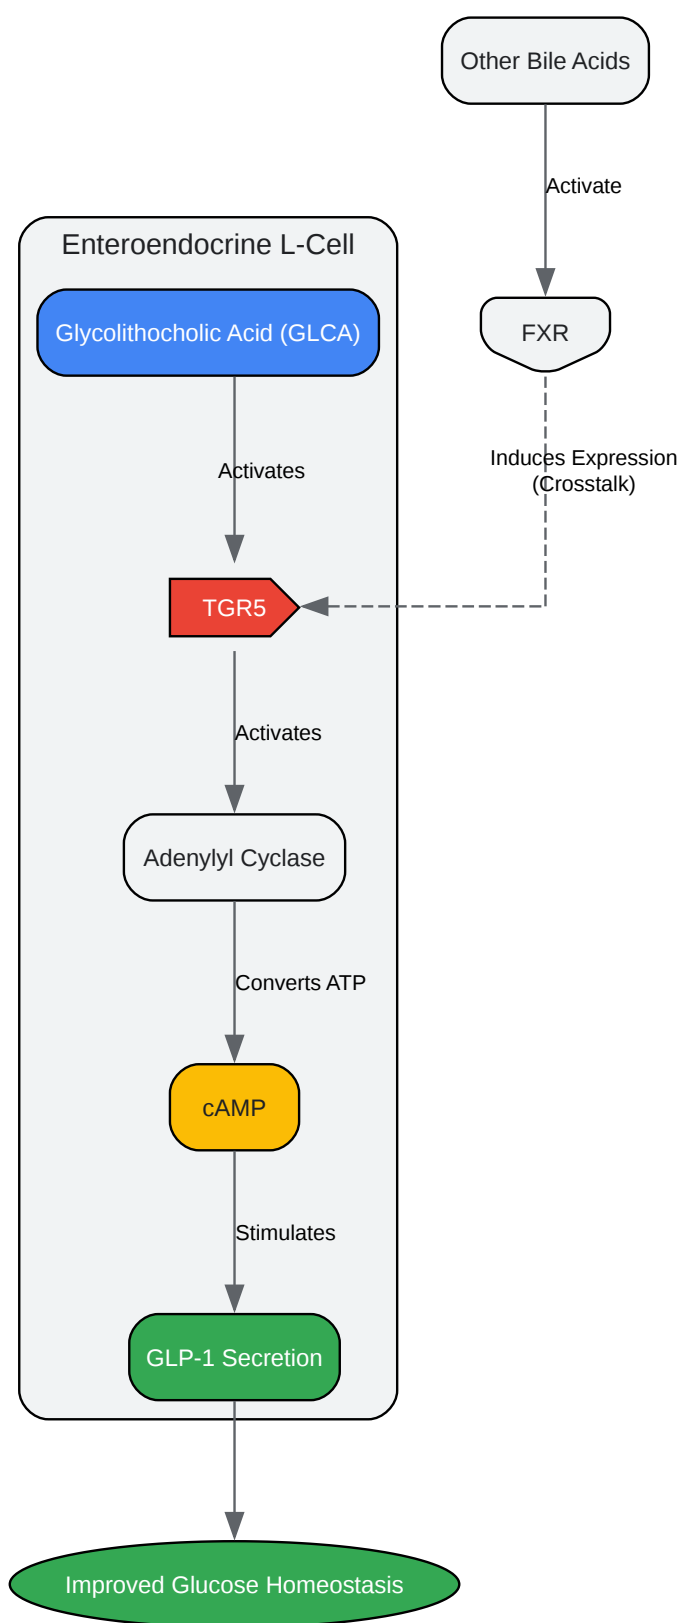 Other Bile Acids
Activate
Enteroendocrine L-Cell
Glycolithocholic Acid (GLCA)
FXR
Activates
Induces Expression
(Crosstalk)
TGR5
Activates
Adenylyl Cyclase
Converts ATP
cAMP
Stimulates
GLP-1 Secretion
Improved Glucose Homeostasis